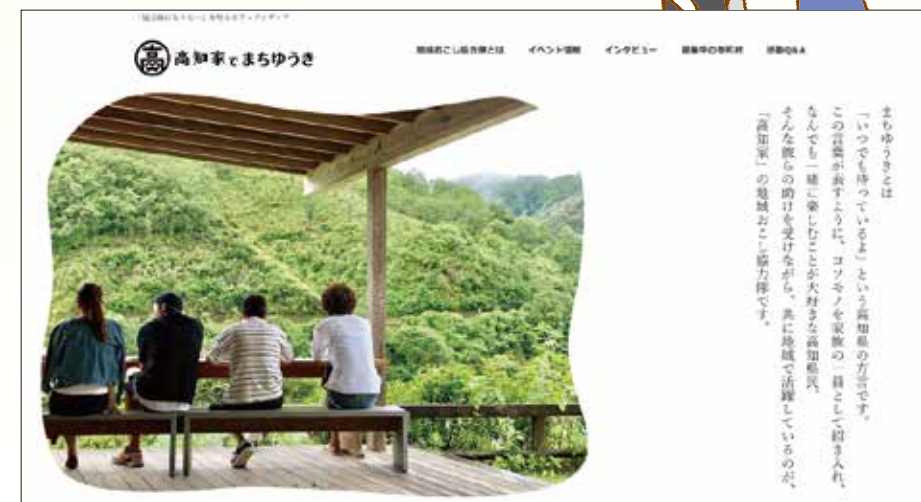 高知家でまちゆうき
地域おこし協力隊とは
イベント情報
インタビュー
募集中の市町村
活動Q&A
まちゆうきとは
「いつでも待っているよ」という高知県の方言です。
この言葉が表すように、ヨソモノを家族の一員として招き入れ、
なんでも一緒に楽しむことが大好きな高知県民。
そんな彼らの助けを受けながら、共に地域で活躍しているのが、
「高知家」の地域おこし協力隊です。